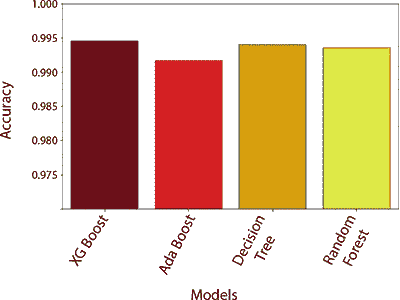 1.000
0.995
0.990
0.985
0.980
0.975
Accuracy
XG Boost
Ada Boost
Decision
Tree
Random
Forest
Models